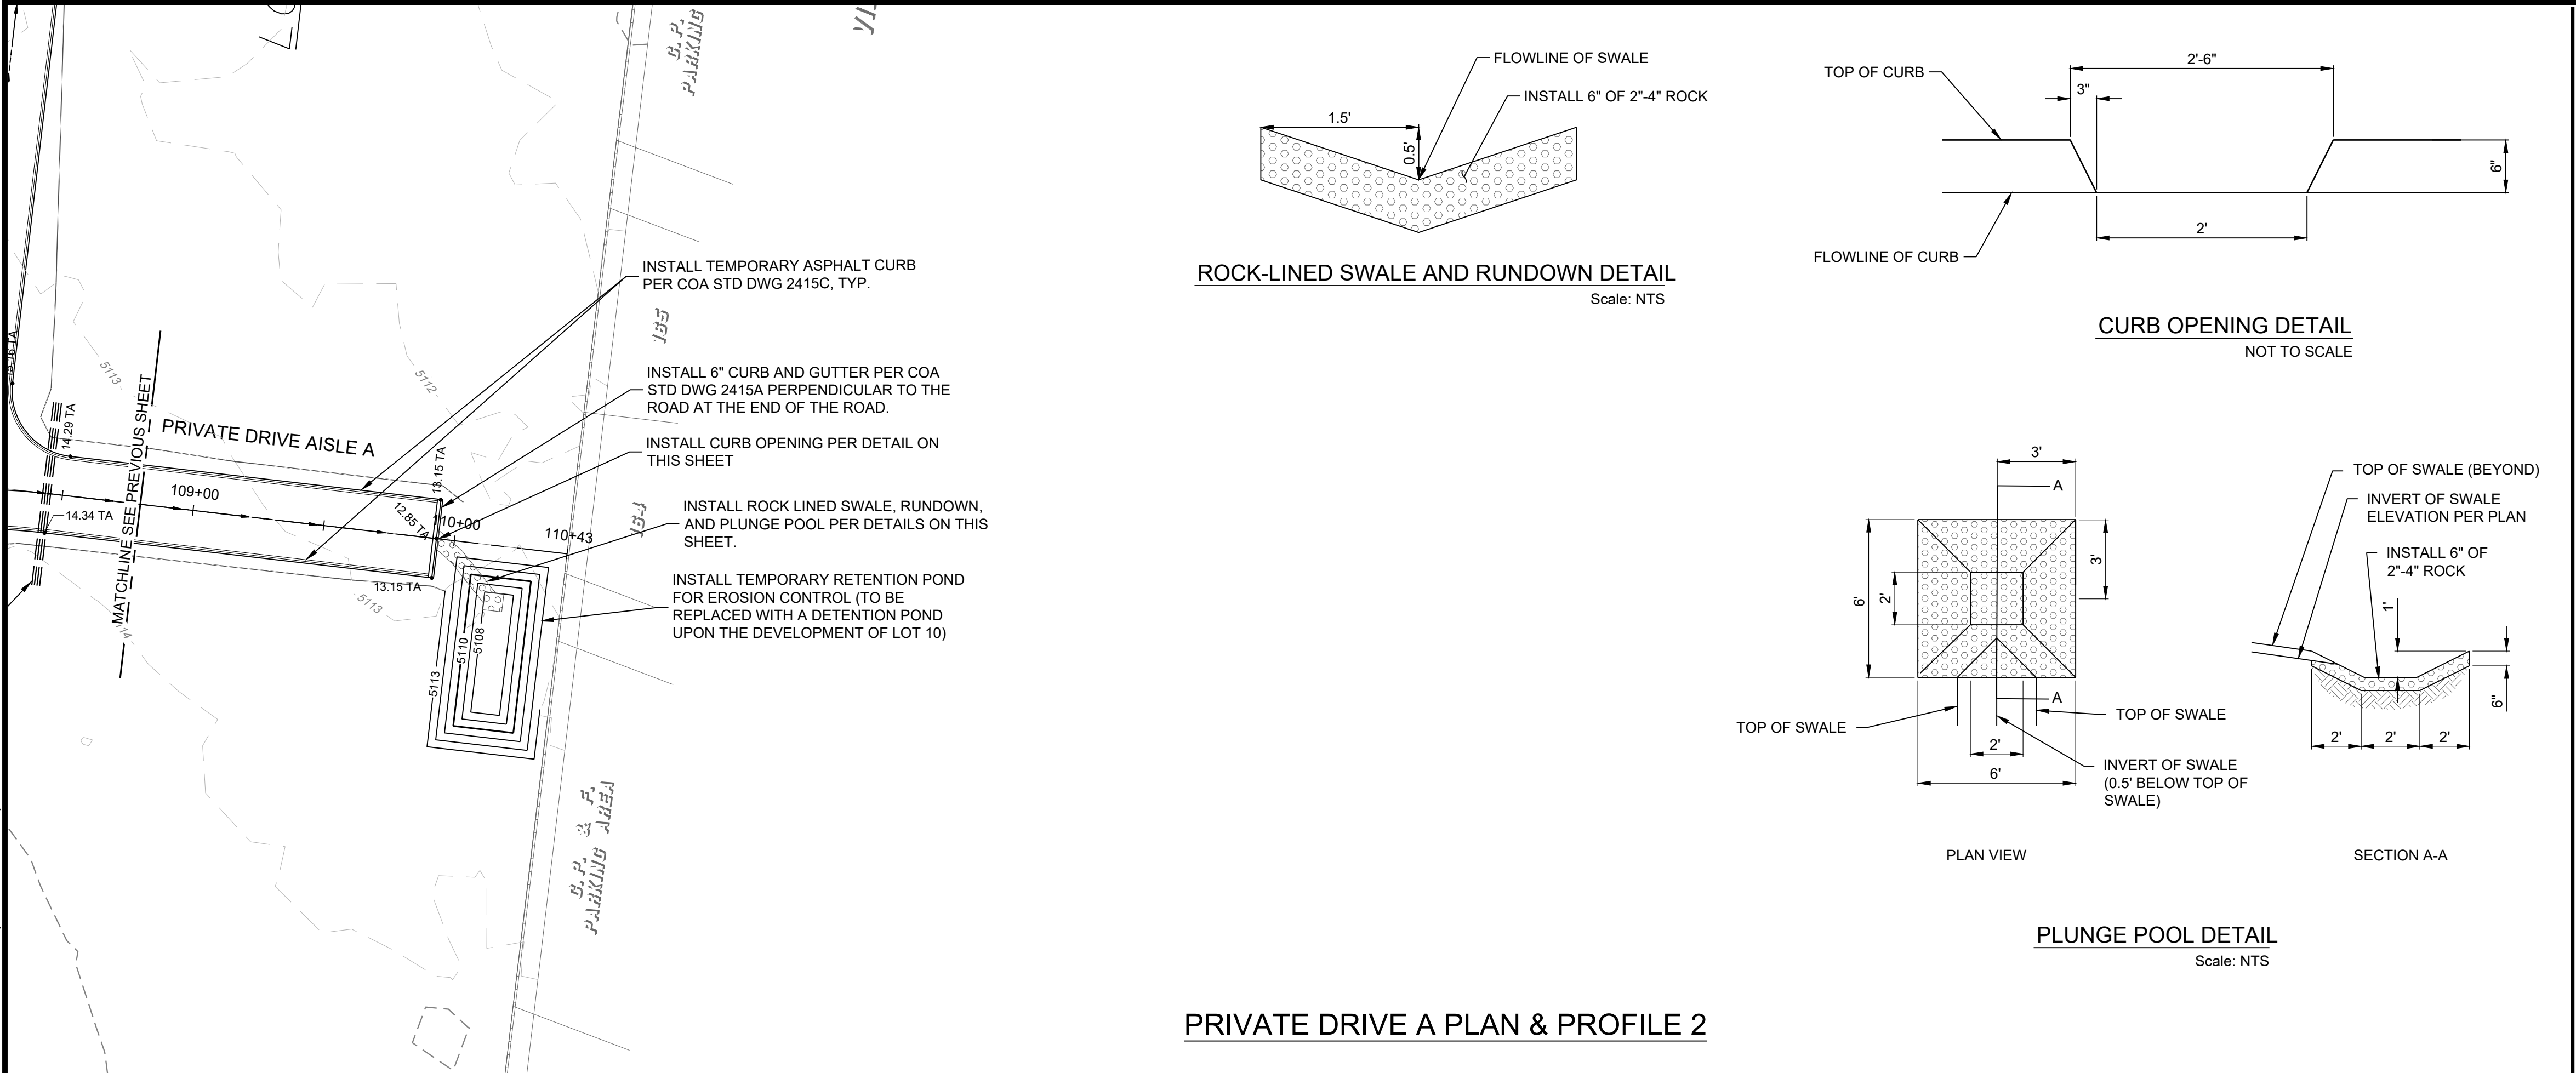 G. P.
PARKING
INSTALL TEMPORARY ASPHALT CURB
PER COA STD DWG 2415C, TYP.
165
INSTALL 6" CURB AND GUTTER PER COA
STD DWG 2415A PERPENDICULAR TO THE
ROAD AT THE END OF THE ROAD.
INSTALL CURB OPENING PER DETAIL ON
THIS SHEET
INSTALL ROCK LINED SWALE, RUNDOWN,
AND PLUNGE POOL PER DETAILS ON THIS
SHEET.
INSTALL TEMPORARY RETENTION POND
FOR EROSION CONTROL (TO BE
REPLACED WITH A DETENTION POND
UPON THE DEVELOPMENT OF LOT 10)
15.16 TA
5113
5112
14.29 TA
MATCHLINE SEE PREVIOUS SHEET
PRIVATE DRIVE AISLE A
109+00
14.34 TA
13.15 TA
12.85 TA
110+00
110+43
164
13.15 TA
5113
5113
5110
5108
PARKING AREA
FLOWLINE OF SWALE
INSTALL 6" OF 2"-4" ROCK
1.5'
0.5'
ROCK-LINED SWALE AND RUNDOWN DETAIL
Scale: NTS
TOP OF CURB
2'-6"
3"
6"
2'
FLOWLINE OF CURB
CURB OPENING DETAIL
NOT TO SCALE
3'
A
3'
6'
2'
A
TOP OF SWALE
TOP OF SWALE
2'
6'
INVERT OF SWALE
(0.5' BELOW TOP OF
SWALE)
PLAN VIEW
TOP OF SWALE (BEYOND)
INVERT OF SWALE
ELEVATION PER PLAN
INSTALL 6" OF
2"-4" ROCK
1'
6"
2'
2'
2'
SECTION A-A
PLUNGE POOL DETAIL
Scale: NTS
PRIVATE DRIVE A PLAN & PROFILE 2